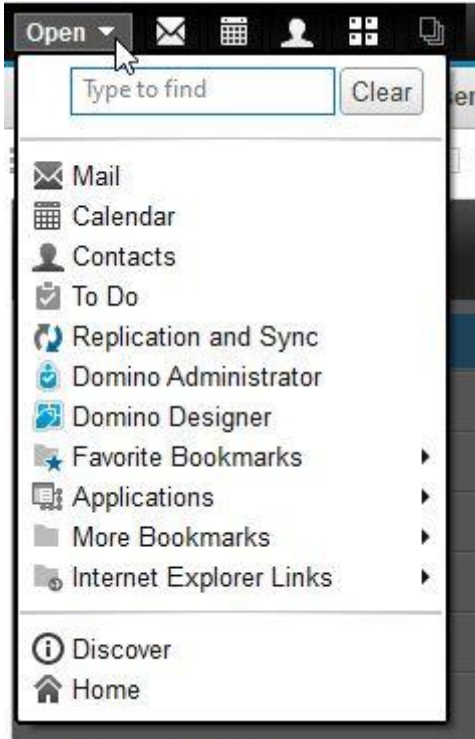 Open
Type to find
Clear
Mail
Calendar
Contacts
To Do
Replication and Sync
Domino Administrator
Domino Designer
Favorite Bookmarks
Applications
More Bookmarks
Internet Explorer Links
Discover
Home